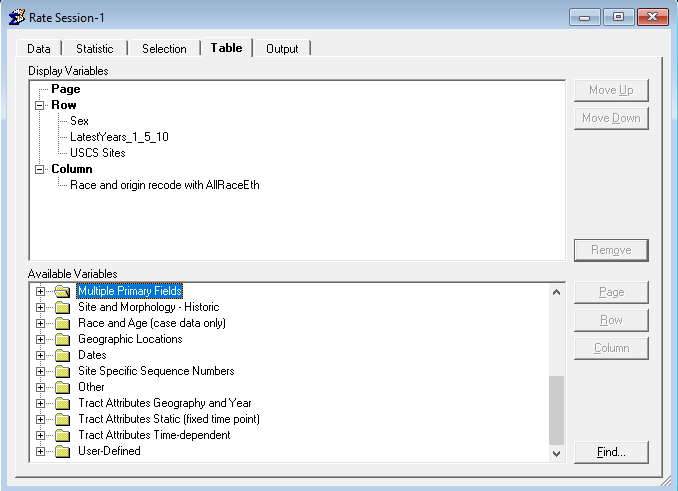 Rate Session-1
Data Statistic Selection Table Output
Display Variables
Page
Row
Sex
LatestYears_1_5_10
USCS Sites
Column
Race and origin recode with AllRaceEth
Move Up
Move Down
Remove
Available Variables
Multiple Primary Fields
Site and Morphology - Historic
Race and Age (case data only)
Geographic Locations
Dates
Site Specific Sequence Numbers
Other
Tract Attributes Geography and Year
Tract Attributes Static (fixed time point)
Tract Attributes Time-dependent
User-Defined
Page
Row
Column
Find...